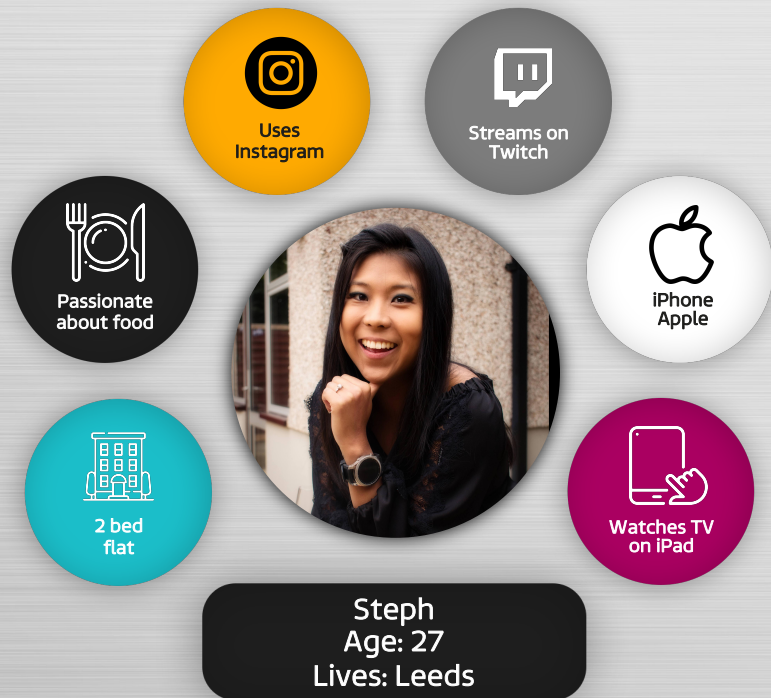 Uses
Instagram
Streams on
Twitch
Passionate
about food
iPhone
Apple
2 bed
flat
Watches TV
on iPad
Steph
Age: 27
Lives: Leeds